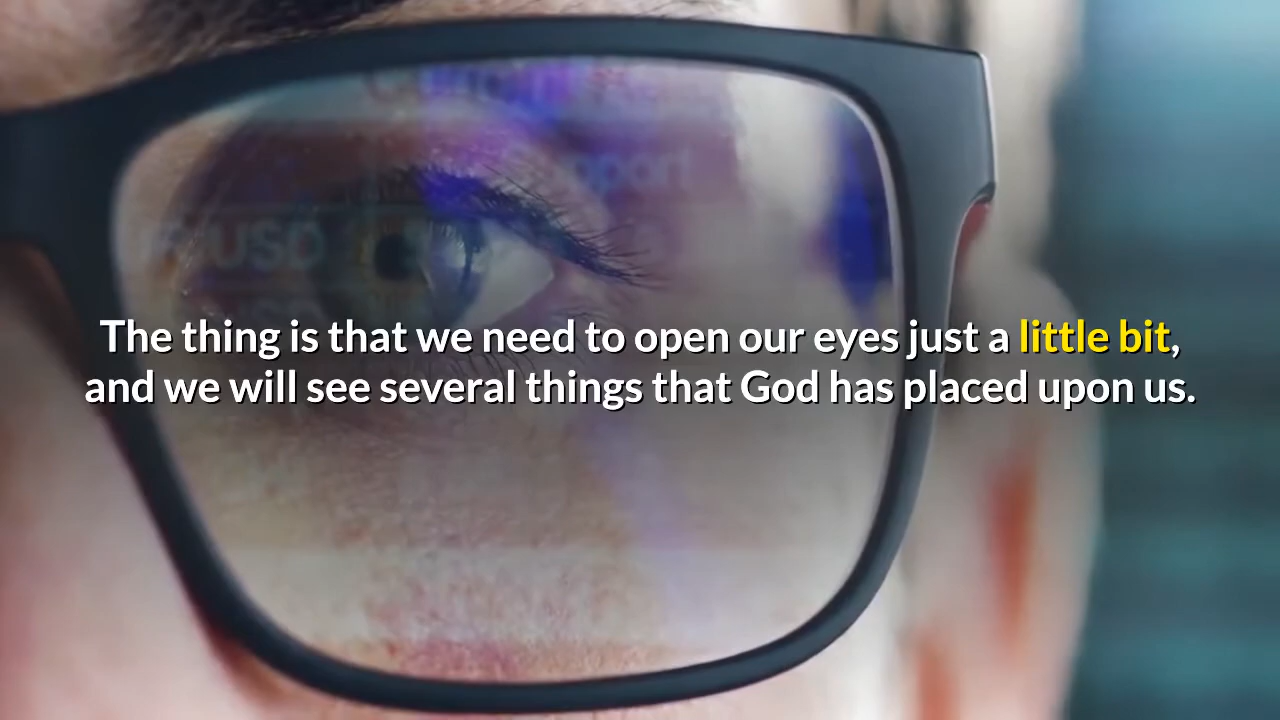 USD
The thing is that we need to open our eyes just a little bit,
and we will see several things that God has placed upon us.